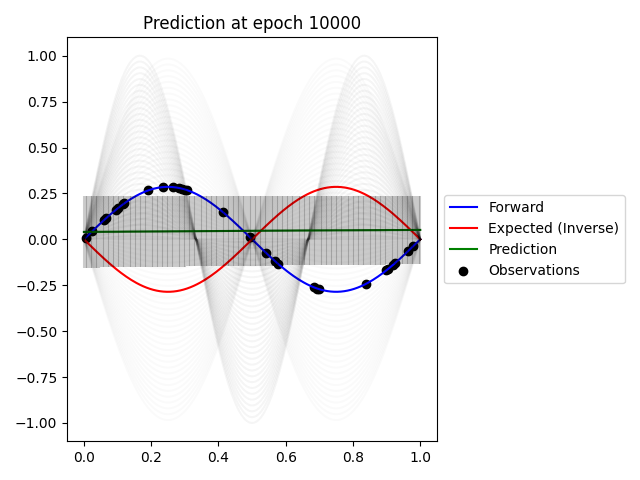 Prediction at epoch 10000
1.00
0.75
0.50
0.25
0.00
−0.25
−0.50
−0.75
−1.00
0.0 0.2 0.4 0.6 0.8 1.0
Forward
Expected (Inverse)
Prediction
Observations